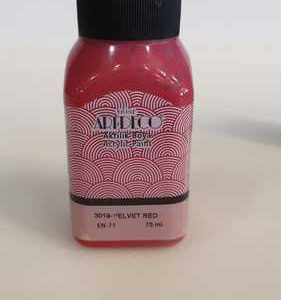 ARTDECO
Akrilik Boya
Acrylic Paint
3018-VELVET RED
EN-71 75 ml